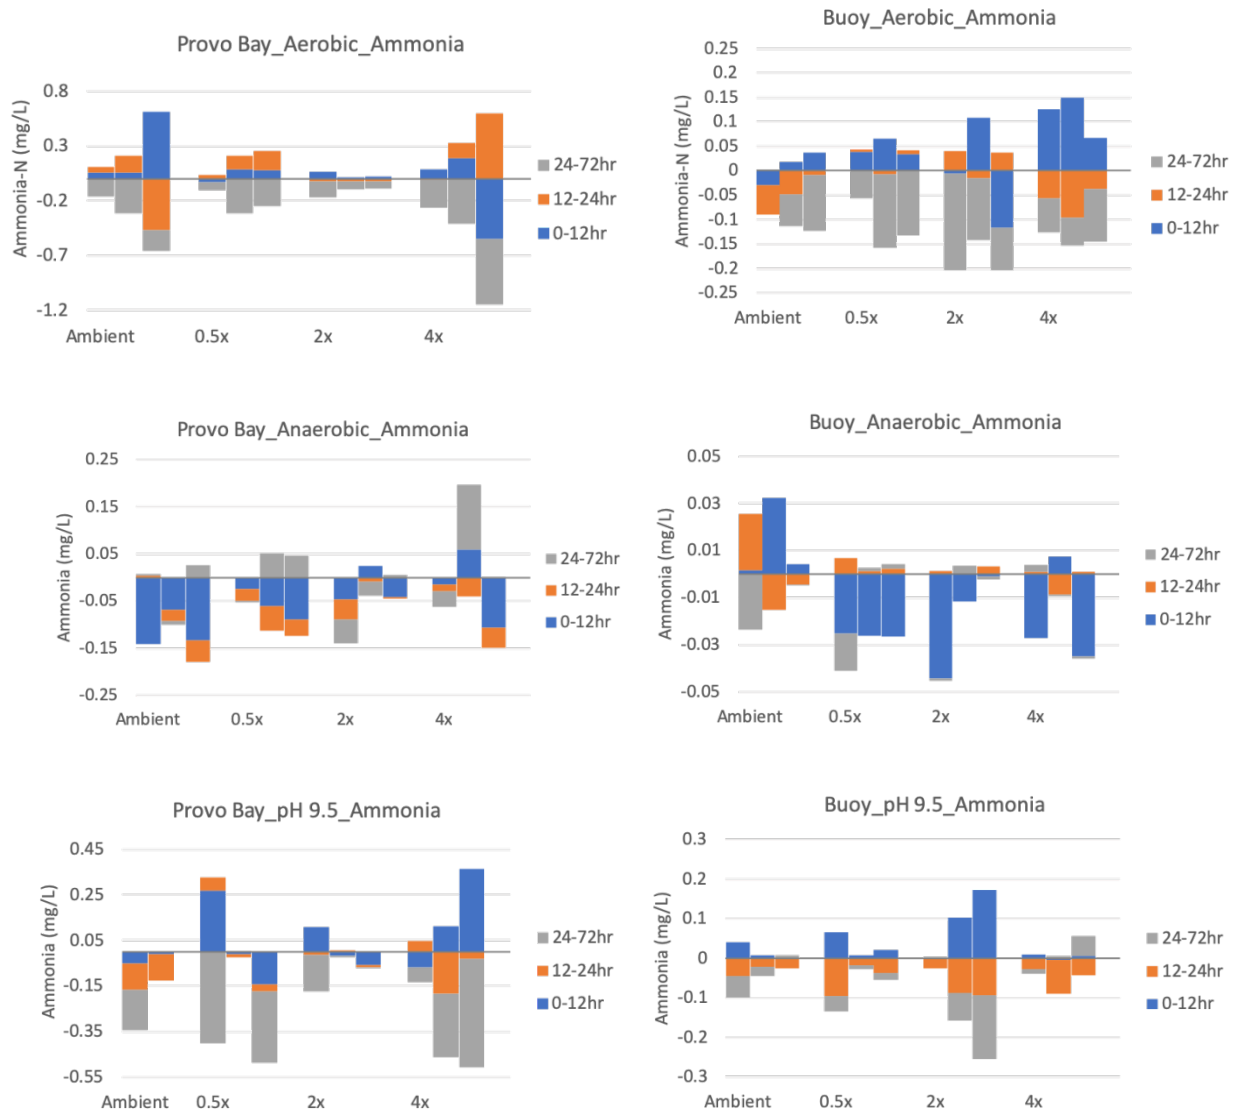 Provo Bay_Aerobic_Ammonia
Ammonia-N (mg/L)
0.8
0.3
-0.2
-0.7
-1.2
Ambient 0.5x 2x 4x
24-72hr
12-24hr
0-12hr
Buoy_Aerobic_Ammonia
Ammonia-N (mg/L)
0.25
0.2
0.15
0.1
0.05
0
-0.05
-0.1
-0.15
-0.2
-0.25
Ambient 0.5x 2x 4x
24-72hr
12-24hr
0-12hr
Provo Bay_Anaerobic_Ammonia
Ammonia (mg/L)
0.25
0.15
0.05
-0.05
-0.15
-0.25
Ambient 0.5x 2x 4x
24-72hr
12-24hr
0-12hr
Buoy_Anaerobic_Ammonia
Ammonia (mg/L)
0.05
0.03
0.01
-0.01
-0.03
-0.05
Ambient 0.5x 2x 4x
24-72hr
12-24hr
0-12hr
Provo Bay_pH 9.5_Ammonia
Ammonia (mg/L)
0.45
0.25
0.05
-0.15
-0.35
-0.55
Ambient 0.5x 2x 4x
24-72hr
12-24hr
0-12hr
Buoy_pH 9.5_Ammonia
Ammonia (mg/L)
0.3
0.2
0.1
0
-0.1
-0.2
-0.3
Ambient 0.5x 2x 4x
24-72hr
12-24hr
0-12hr